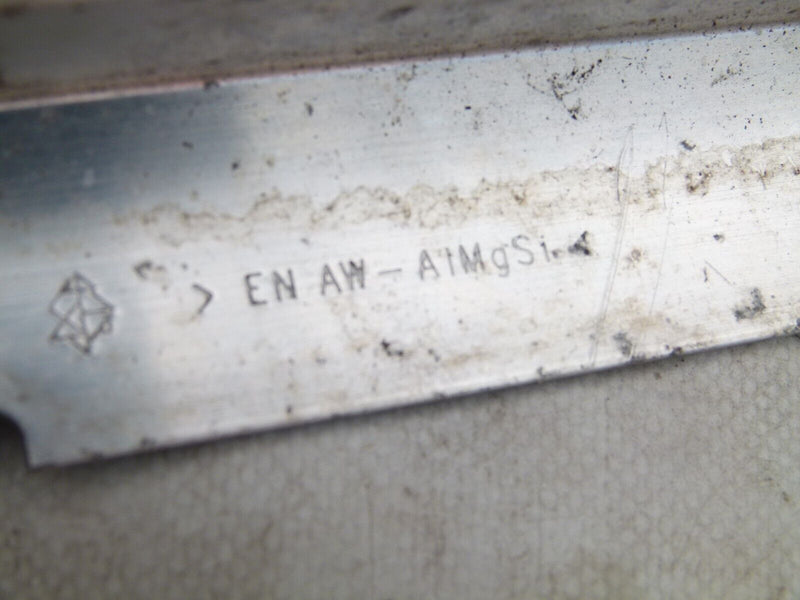 > EN AW-AlMgSi <